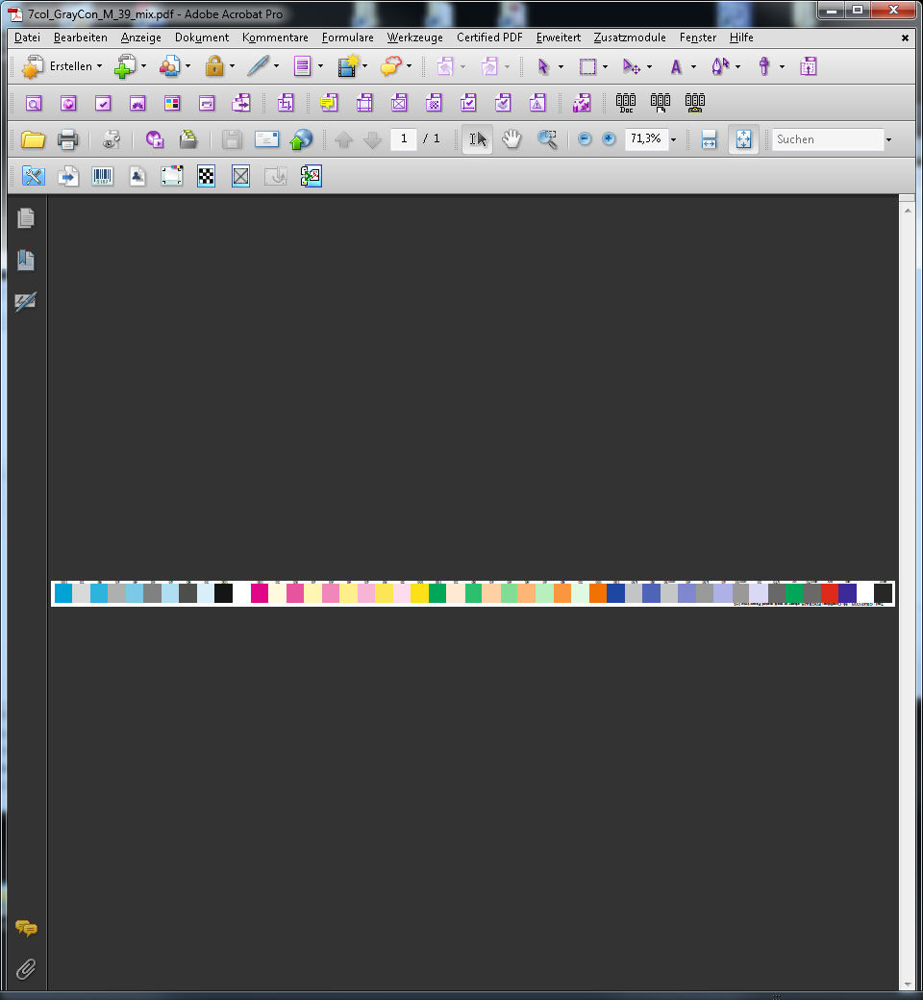 7col_GrayCon_M_39_mix.pdf - Adobe Acrobat Pro
Datei Bearbeiten Anzeige Dokument Kommentare Formulare Werkzeuge Certified PDF Erweitert Zusatzmodule Fenster Hilfe
Erstellen
Doc
1 / 1 71,3% Suchen